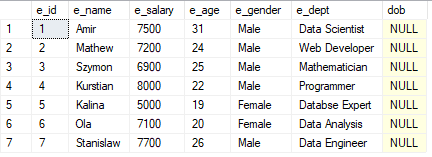 e_id e_name e_salary e_age e_gender e_dept dob
1 1 Amir 7500 31 Male Data Scientist NULL
2 2 Mathew 7200 24 Male Web Developer NULL
3 3 Szymon 6900 25 Male Mathematician NULL
4 4 Kurstian 8000 22 Male Programmer NULL
5 5 Kalina 5000 19 Female Databse Expert NULL
6 6 Ola 7100 20 Female Data Analysis NULL
7 7 Stanislaw 7700 26 Male Data Engineer NULL